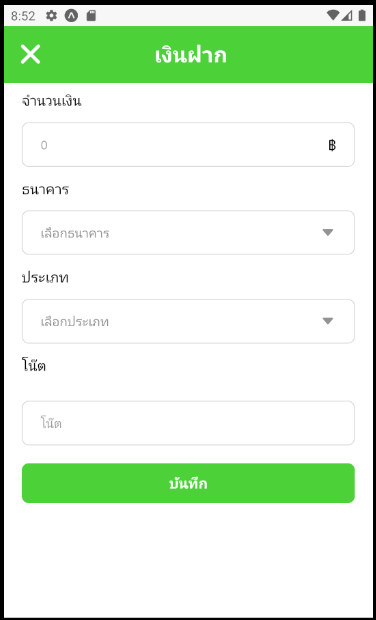 8:52
เงินฝาก
จำนวนเงิน
0 ฿
ธนาคาร
เลือกธนาคาร
ประเภท
เลือกประเภท
โน๊ต
โน๊ต
บันทึก